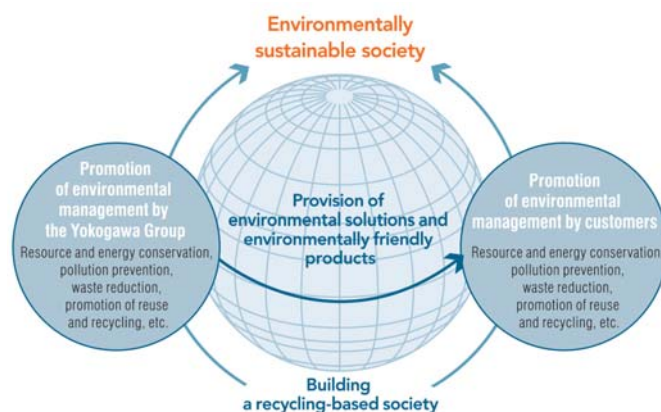 Environmentally
sustainable society
Promotion
of environmental
management by
the Yokogawa Group
Resource and energy conservation,
pollution prevention,
waste reduction,
promotion of reuse
and recycling, etc.
Provision of
environmental solutions and
environmentally friendly
products
Promotion
of environmental
management by customers
Resource and energy conservation,
pollution prevention,
waste reduction,
promotion of reuse
and recycling, etc.
Building
a recycling-based society